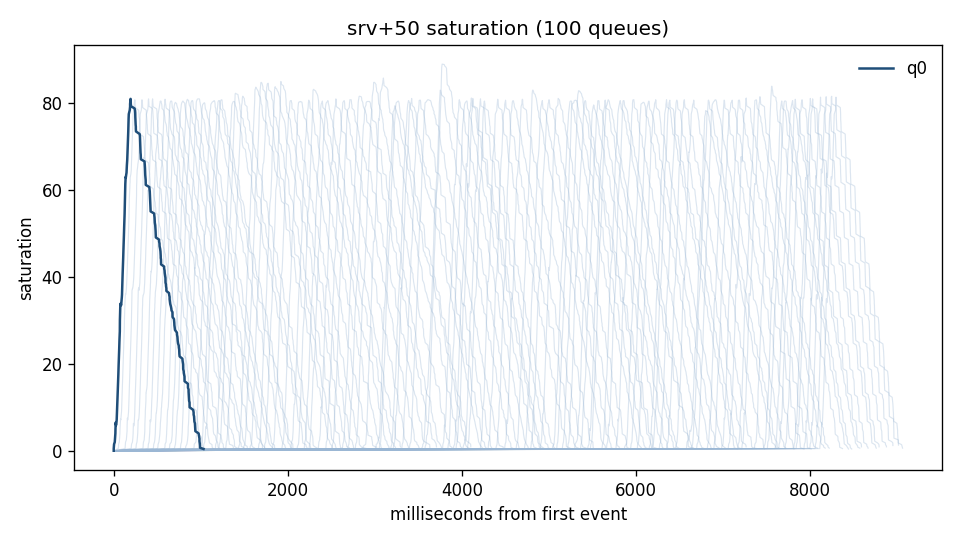 srv+50 saturation (100 queues)
q0
saturation
80
60
40
20
0
0 2000 4000 6000 8000
milliseconds from first event